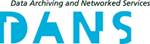 Data Archiving and Networked Services
DANS